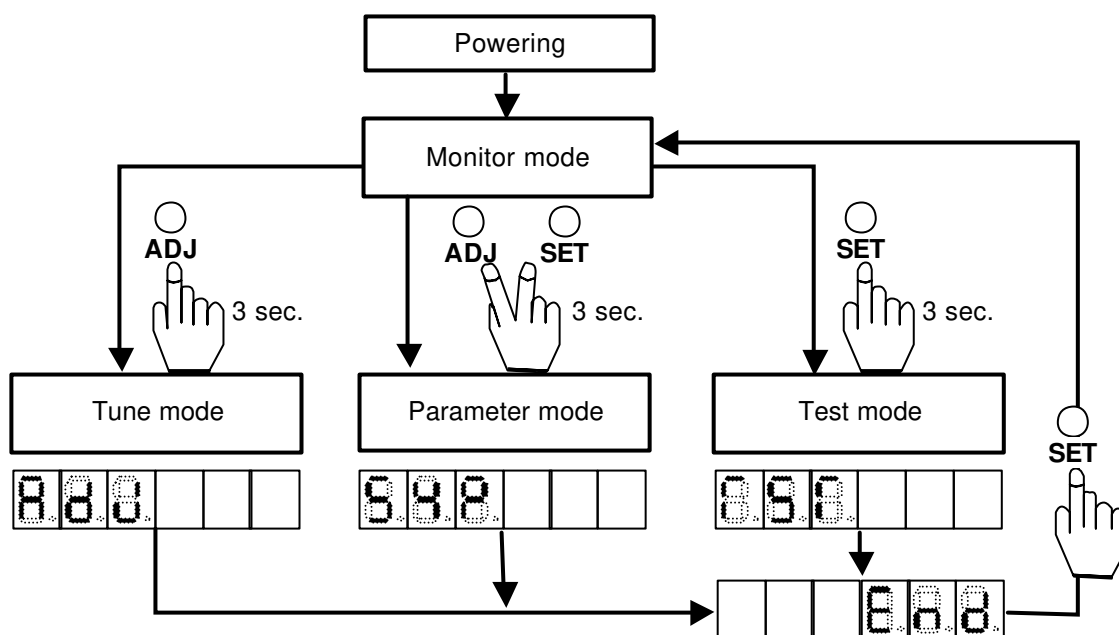 Powering
Monitor mode
ADJ
ADJ SET
SET
3 sec.
3 sec.
3 sec.
Tune mode
Parameter mode
Test mode
SET
AdJ
End